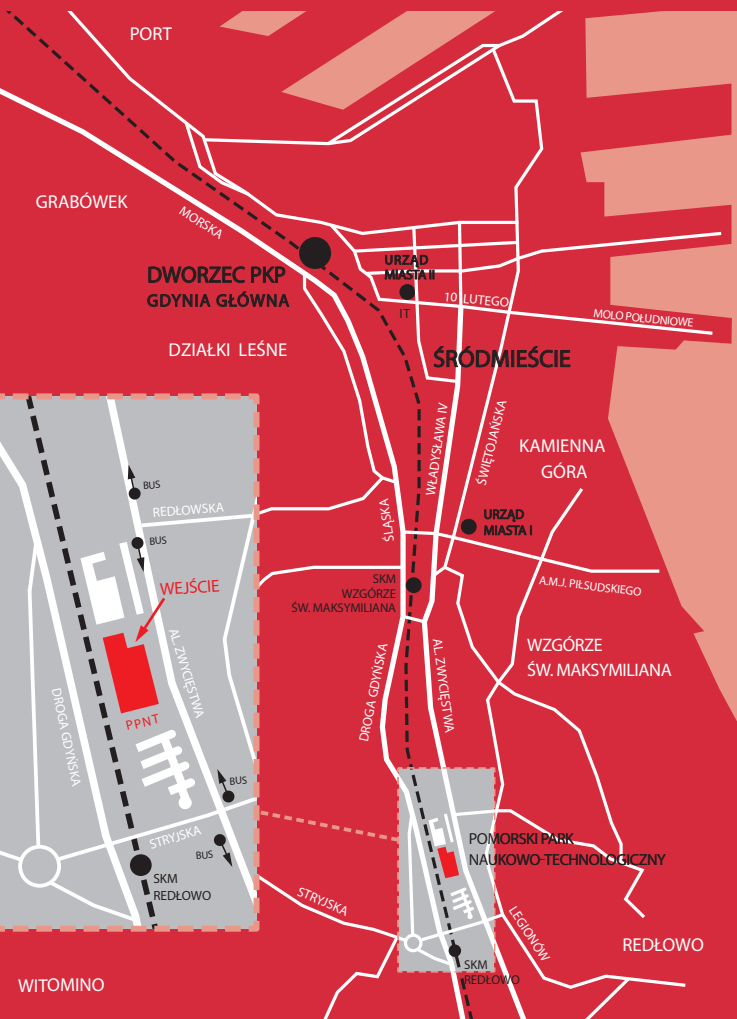 PORT
GRABÓWEK
MORSKA
DWORZEC PKP
GDYNIA GŁÓWNA
URZĄD
MIASTA II
IT
10 LUTEGO
MOLO POŁUDNIOWE
DZIAŁKI LEŚNE
ŚRÓDMIEŚCIE
WŁADYSŁAWA IV
ŚWIĘTOJAŃSKA
KAMIENNA
GÓRA
ŚLĄSKA
URZĄD
MIASTA I
SKM
WZGÓRZE
ŚW. MAKSYMILIANA
A.M.J. PIŁSUDSKIEGO
WZGÓRZE
ŚW. MAKSYMILIANA
DROGA GDYŃSKA
AL. ZWYCIĘSTWA
BUS
REDŁOWSKA
BUS
WEJŚCIE
AL. ZWYCIĘSTWA
DROGA GDYŃSKA
PPNT
BUS
STRYJSKA
BUS
SKM
REDŁOWO
POMORSKI PARK
NAUKOWO-TECHNOLOGICZNY
STRYJSKA
LEGIONÓW
REDŁOWO
SKM
REDŁOWO
WITOMINO